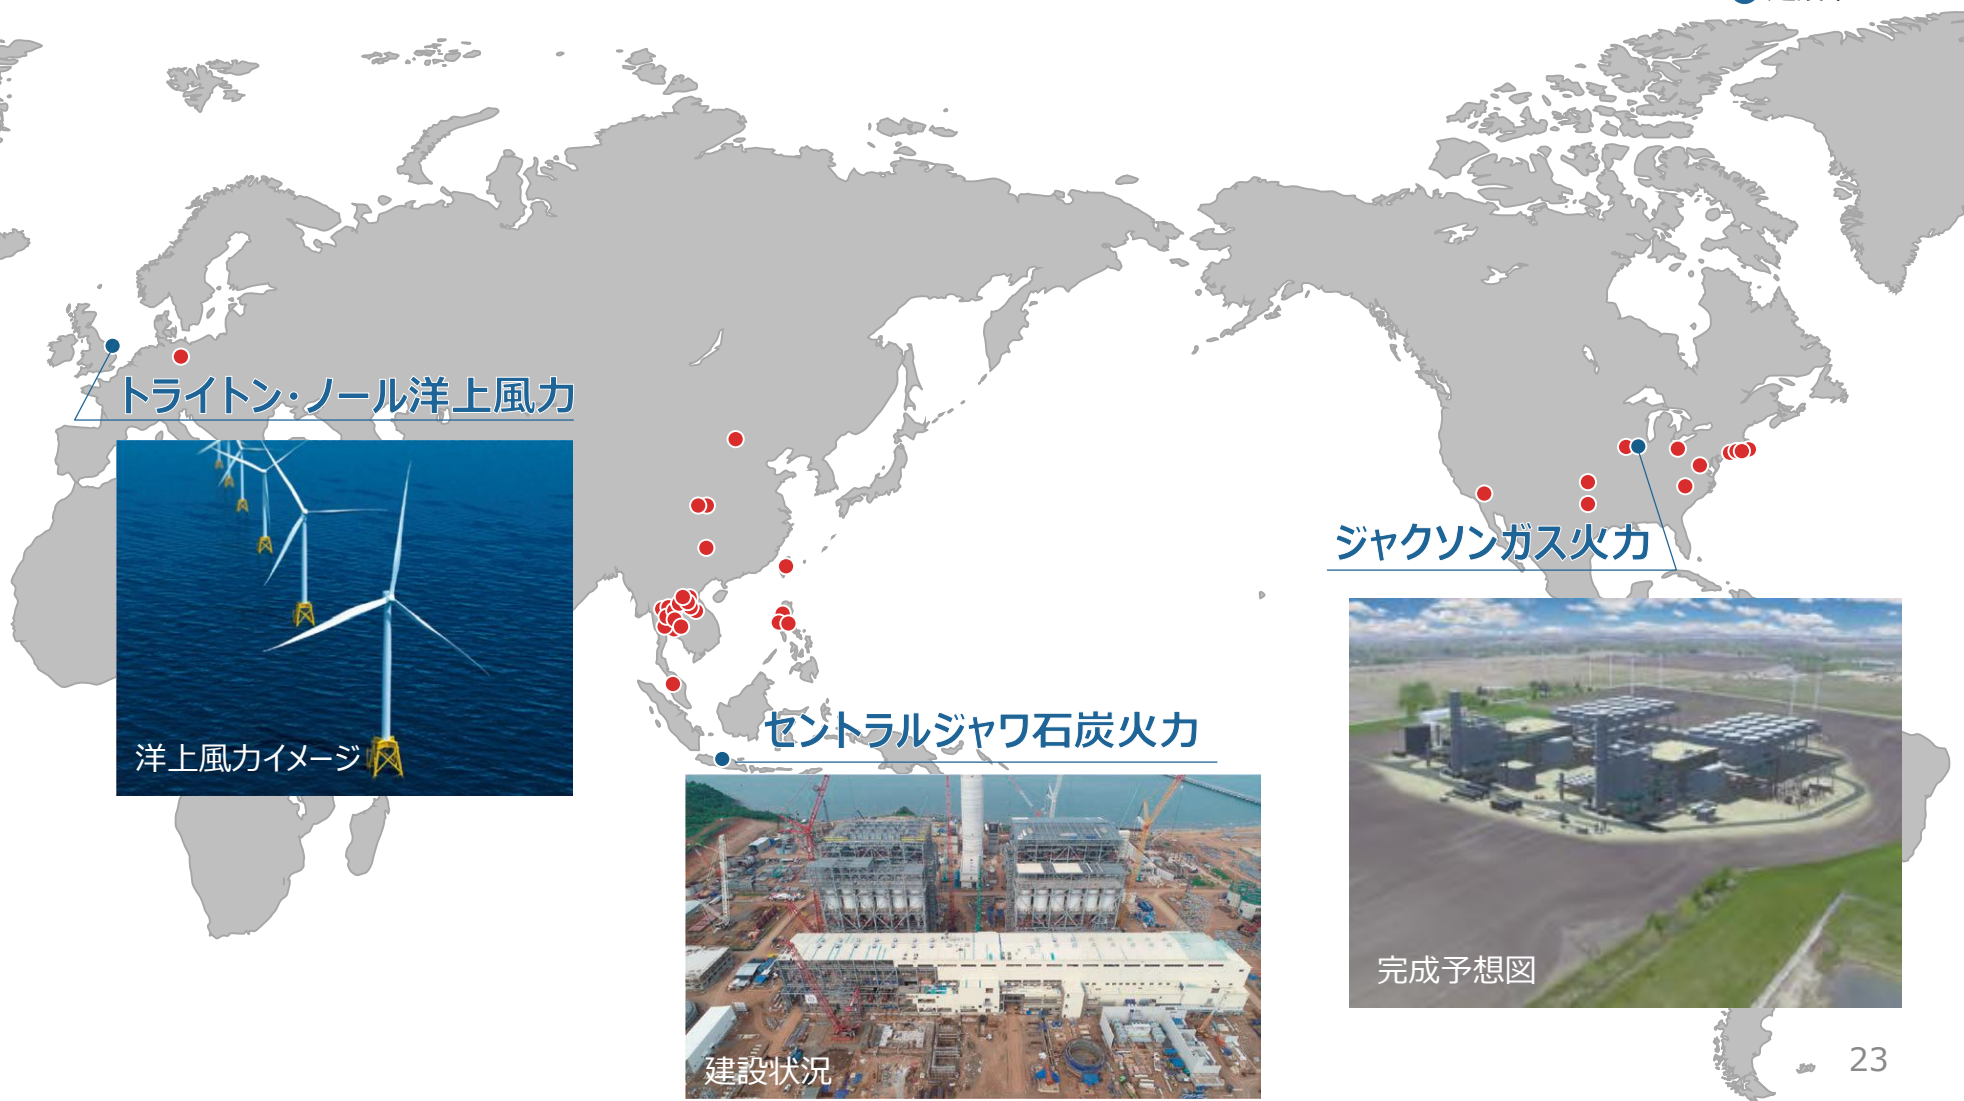 トライトン・ノール洋上風力
洋上風力イメージ
セントラルジャワ石炭火力
建設状況
ジャクソンガス火力
完成予想図
23